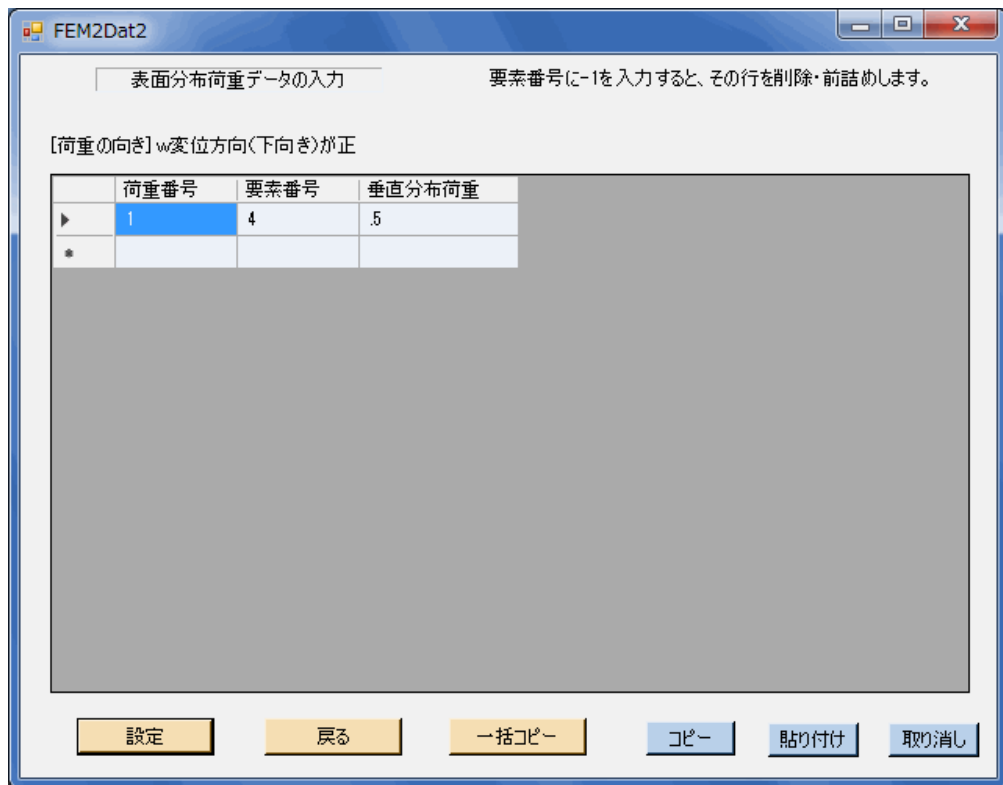 FEM2Dat2
表面分布荷重データの入力 要素番号に-1を入力すると、その行を削除・前詰めします。
[荷重の向き] w変位方向(下向き)が正
荷重番号 要素番号 垂直分布荷重
1 4 .5
設定 戻る 一括コピー コピー 貼り付け 取り消し